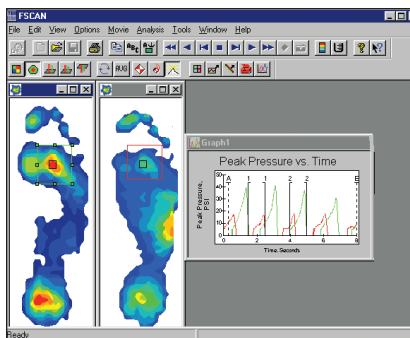 FSCAN
File Edit View Options Movie Analysis Tools Window Help
AUG
Graph1
Peak Pressure vs. Time
Peak Pressure, PSI
50
40
30
20
10
0
A 1 1 2 2 B
0 2 4 6 8
Time, Seconds
Ready